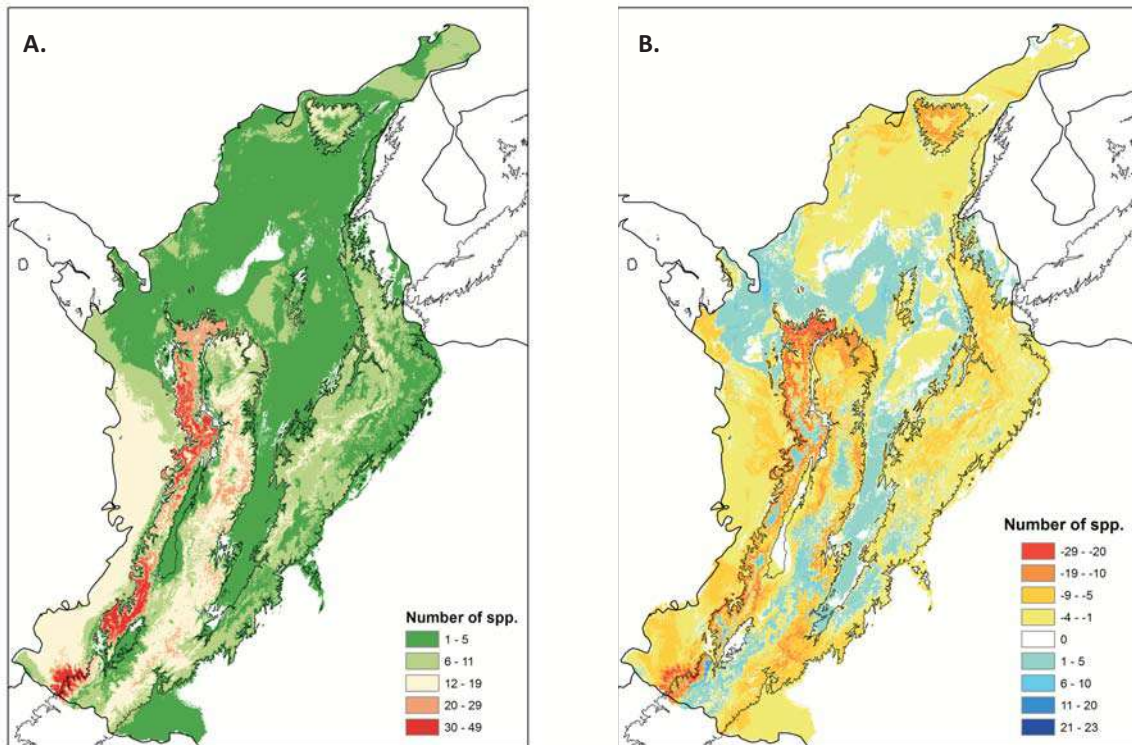 A.
Number of spp.
1 - 5
6 - 11
12 - 19
20 - 29
30 - 49
B.
Number of spp.
-29 - -20
-19 - -10
-9 - -5
-4 - -1
0
1 - 5
6 - 10
11 - 20
21 - 23